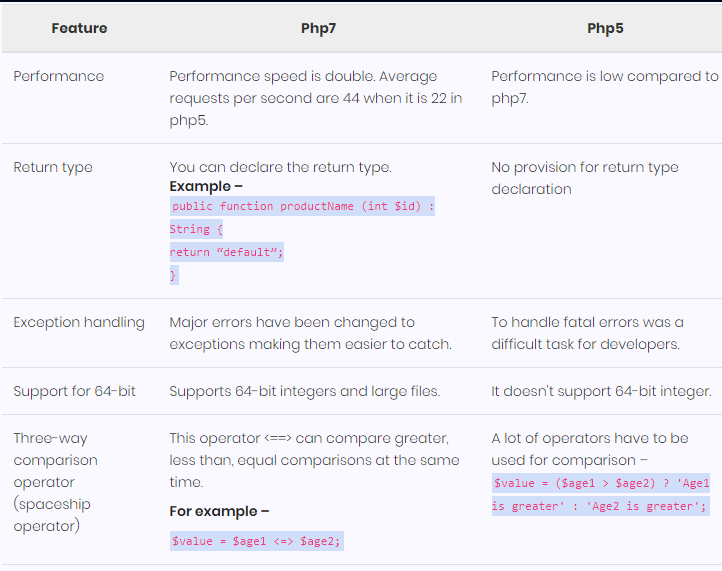 Feature Php7 Php5
Performance
Performance speed is double. Average
requests per second are 44 when it is 22 in
php5.
Performance is low compared to
php7.
Return type
You can declare the return type.
Example –
public function productName (int $id) :
String {
return “default”;
}
No provision for return type
declaration
Exception handling
Major errors have been changed to
exceptions making them easier to catch.
To handle fatal errors was a
difficult task for developers.
Support for 64-bit
Supports 64-bit integers and large files.
It doesn't support 64-bit integer.
Three-way
comparison
operator
(spaceship
operator)
This operator <==> can compare greater,
less than, equal comparisons at the same
time.
For example –
$value = $age1 <=> $age2;
A lot of operators have to be
used for comparison –
$value = ($age1 > $age2) ? 'Age1
is greater' : 'Age2 is greater';